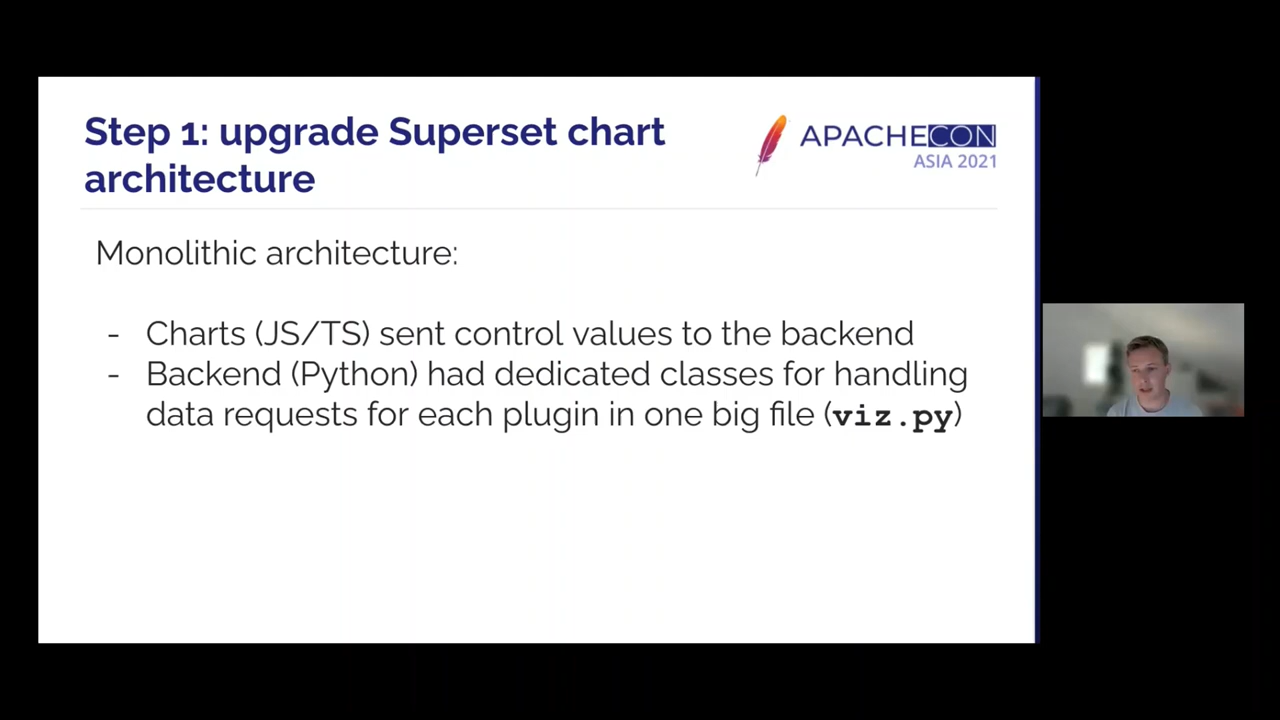 Step 1: upgrade Superset chart
architecture
APACHECON
ASIA 2021
Monolithic architecture:
- Charts (JS/TS) sent control values to the backend
- Backend (Python) had dedicated classes for handling
data requests for each plugin in one big file (viz.py)